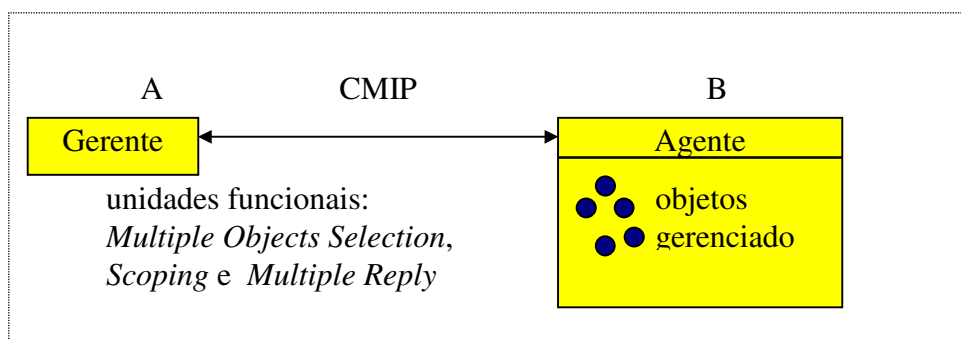 A CMIP B
Gerente Agente
unidades funcionais:
Multiple Objects Selection,
Scoping e Multiple Reply
objetos
gerenciado